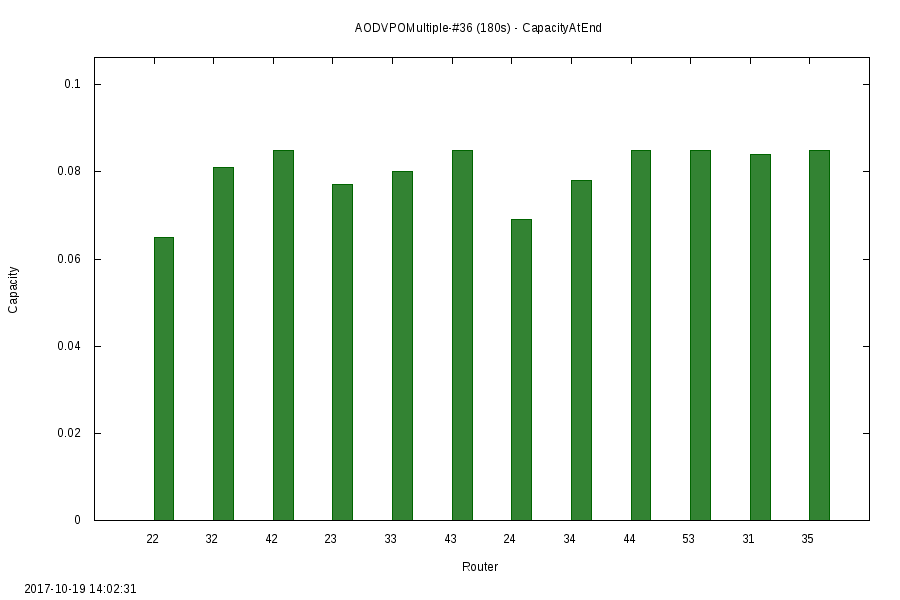 AODVPOMultiple-#36 (180s) - CapacityAtEnd
0.1
0.08
0.06
0.04
0.02
0
Capacity
22 32 42 23 33 43 24 34 44 53 31 35
Router
2017-10-19 14:02:31